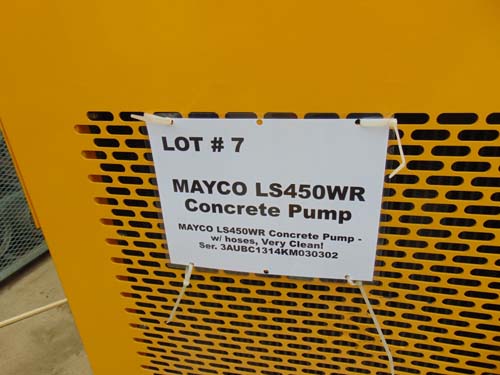 LOT # 7
MAYCO LS450WR
Concrete Pump
MAYCO LS450WR Concrete Pump -
w/ hoses, Very Clean!
Ser. 3AUBC1314KM030302